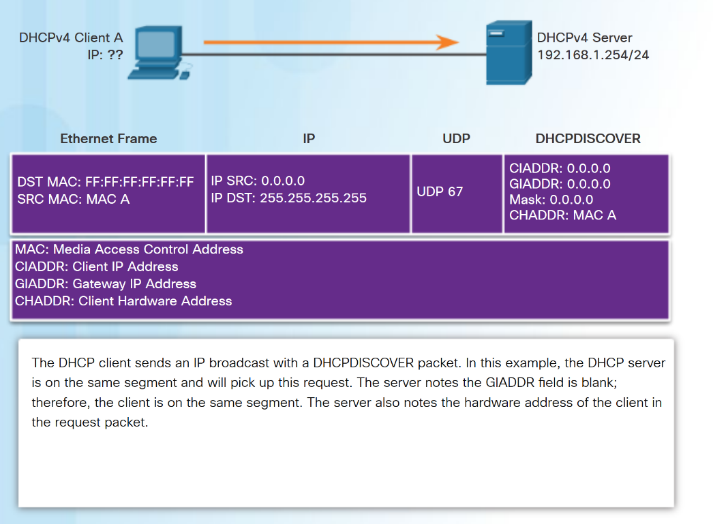 DHCPv4 Client A
IP: ??
DHCPv4 Server
192.168.1.254/24
Ethernet Frame
IP
UDP
DHCPDISCOVER
DST MAC: FF:FF:FF:FF:FF:FF
SRC MAC: MAC A
IP SRC: 0.0.0.0
IP DST: 255.255.255.255
UDP 67
CIADDR: 0.0.0.0
GIADDR: 0.0.0.0
Mask: 0.0.0.0
CHADDR: MAC A
MAC: Media Access Control Address
CIADDR: Client IP Address
GIADDR: Gateway IP Address
CHADDR: Client Hardware Address
The DHCP client sends an IP broadcast with a DHCPDISCOVER packet. In this example, the DHCP server
is on the same segment and will pick up this request. The server notes the GIADDR field is blank;
therefore, the client is on the same segment. The server also notes the hardware address of the client in
the request packet.